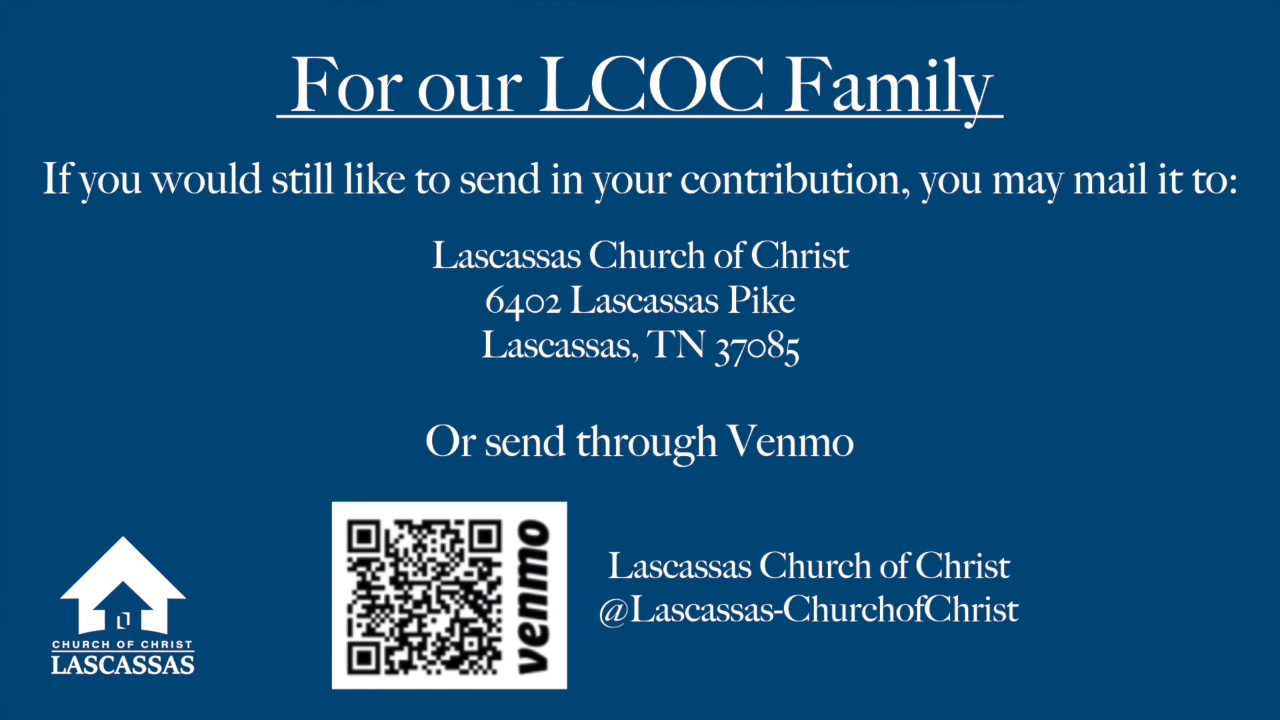 For our LCOC Family
If you would still like to send in your contribution, you may mail it to:
Lascassas Church of Christ
6402 Lascassas Pike
Lascassas, TN 37085
Or send through Venmo
venmo
Lascassas Church of Christ
@Lascassas-ChurchofChrist
CHURCH OF CHRIST
LASCASSAS